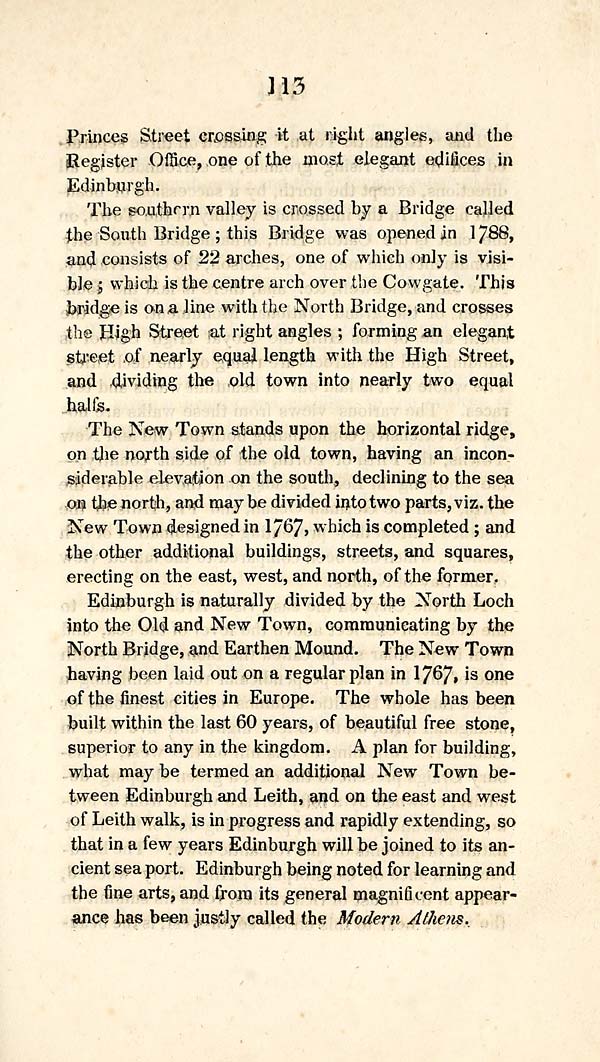 113
Princes Street crossing it at right angles, and the
Register Office, one of the most elegant edifices in
Edinburgh.
The southern valley is crossed by a Bridge called
the South Bridge ; this Bridge was opened in 1788,
and consists of 22 arches, one of which only is visi-
ble ; which is the centre arch over the Cowgate. This
bridge is on a line with the North Bridge, and crosses
the High Street at right angles ; forming an elegant
street of nearly equal length with the High Street,
and dividing the old town into nearly two equal
halfs.
The New Town stands upon the horizontal ridge,
on the north side of the old town, having an incon-
siderable elevation on the south, declining to the sea
on the north, and may be divided into two parts, viz. the
New Town designed in 1767, which is completed ; and
the other additional buildings, streets, and squares,
erecting on the east, west, and north, of the former.
Edinburgh is naturally divided by the North Loch
into the Old and New Town, communicating by the
North Bridge, and Earthen Mound. The New Town
having been laid out on a regular plan in 1767, is one
of the finest cities in Europe. The whole has been
built within the last 60 years, of beautiful free stone,
superior to any in the kingdom. A plan for building,
what may be termed an additional New Town be-
tween Edinburgh and Leith, and on the east and west
of Leith walk, is in progress and rapidly extending, so
that in a few years Edinburgh will be joined to its an-
cient sea port. Edinburgh being noted for learning and
the fine arts, and from its general magnificent appear-
ance has been justly called the Modern Athens.